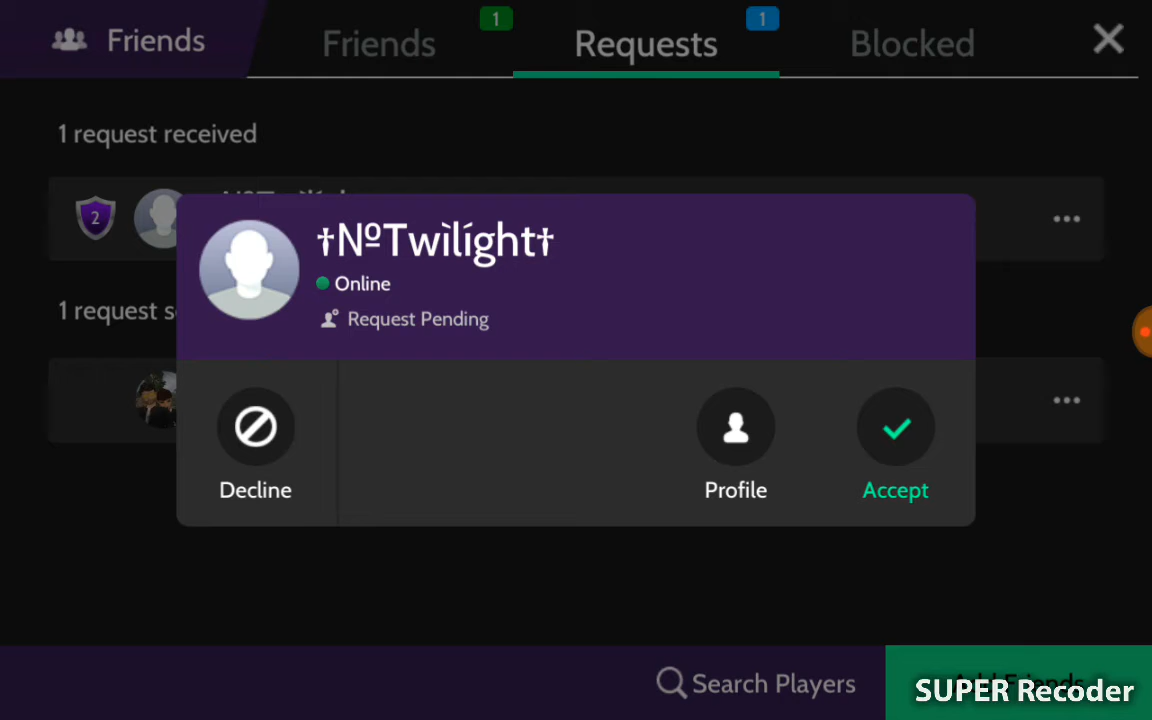 Friends
Friends
1
Requests
1
Blocked
1 request received
2
†NºTwìlíght†
Online
Request Pending
1 request s
Decline
Profile
Accept
Search Players
SUPER Recoder